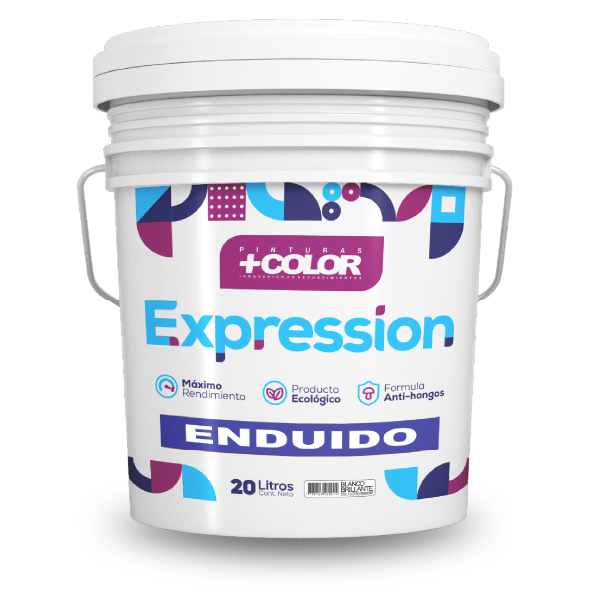 PINTURAS
+COLOR
Expression
Máximo
Rendimiento
Producto
Ecológico
Formula
Anti-hongos
ENDUIDO
20 Litros
Cont. Neto
BLANCO
BRILLANTE